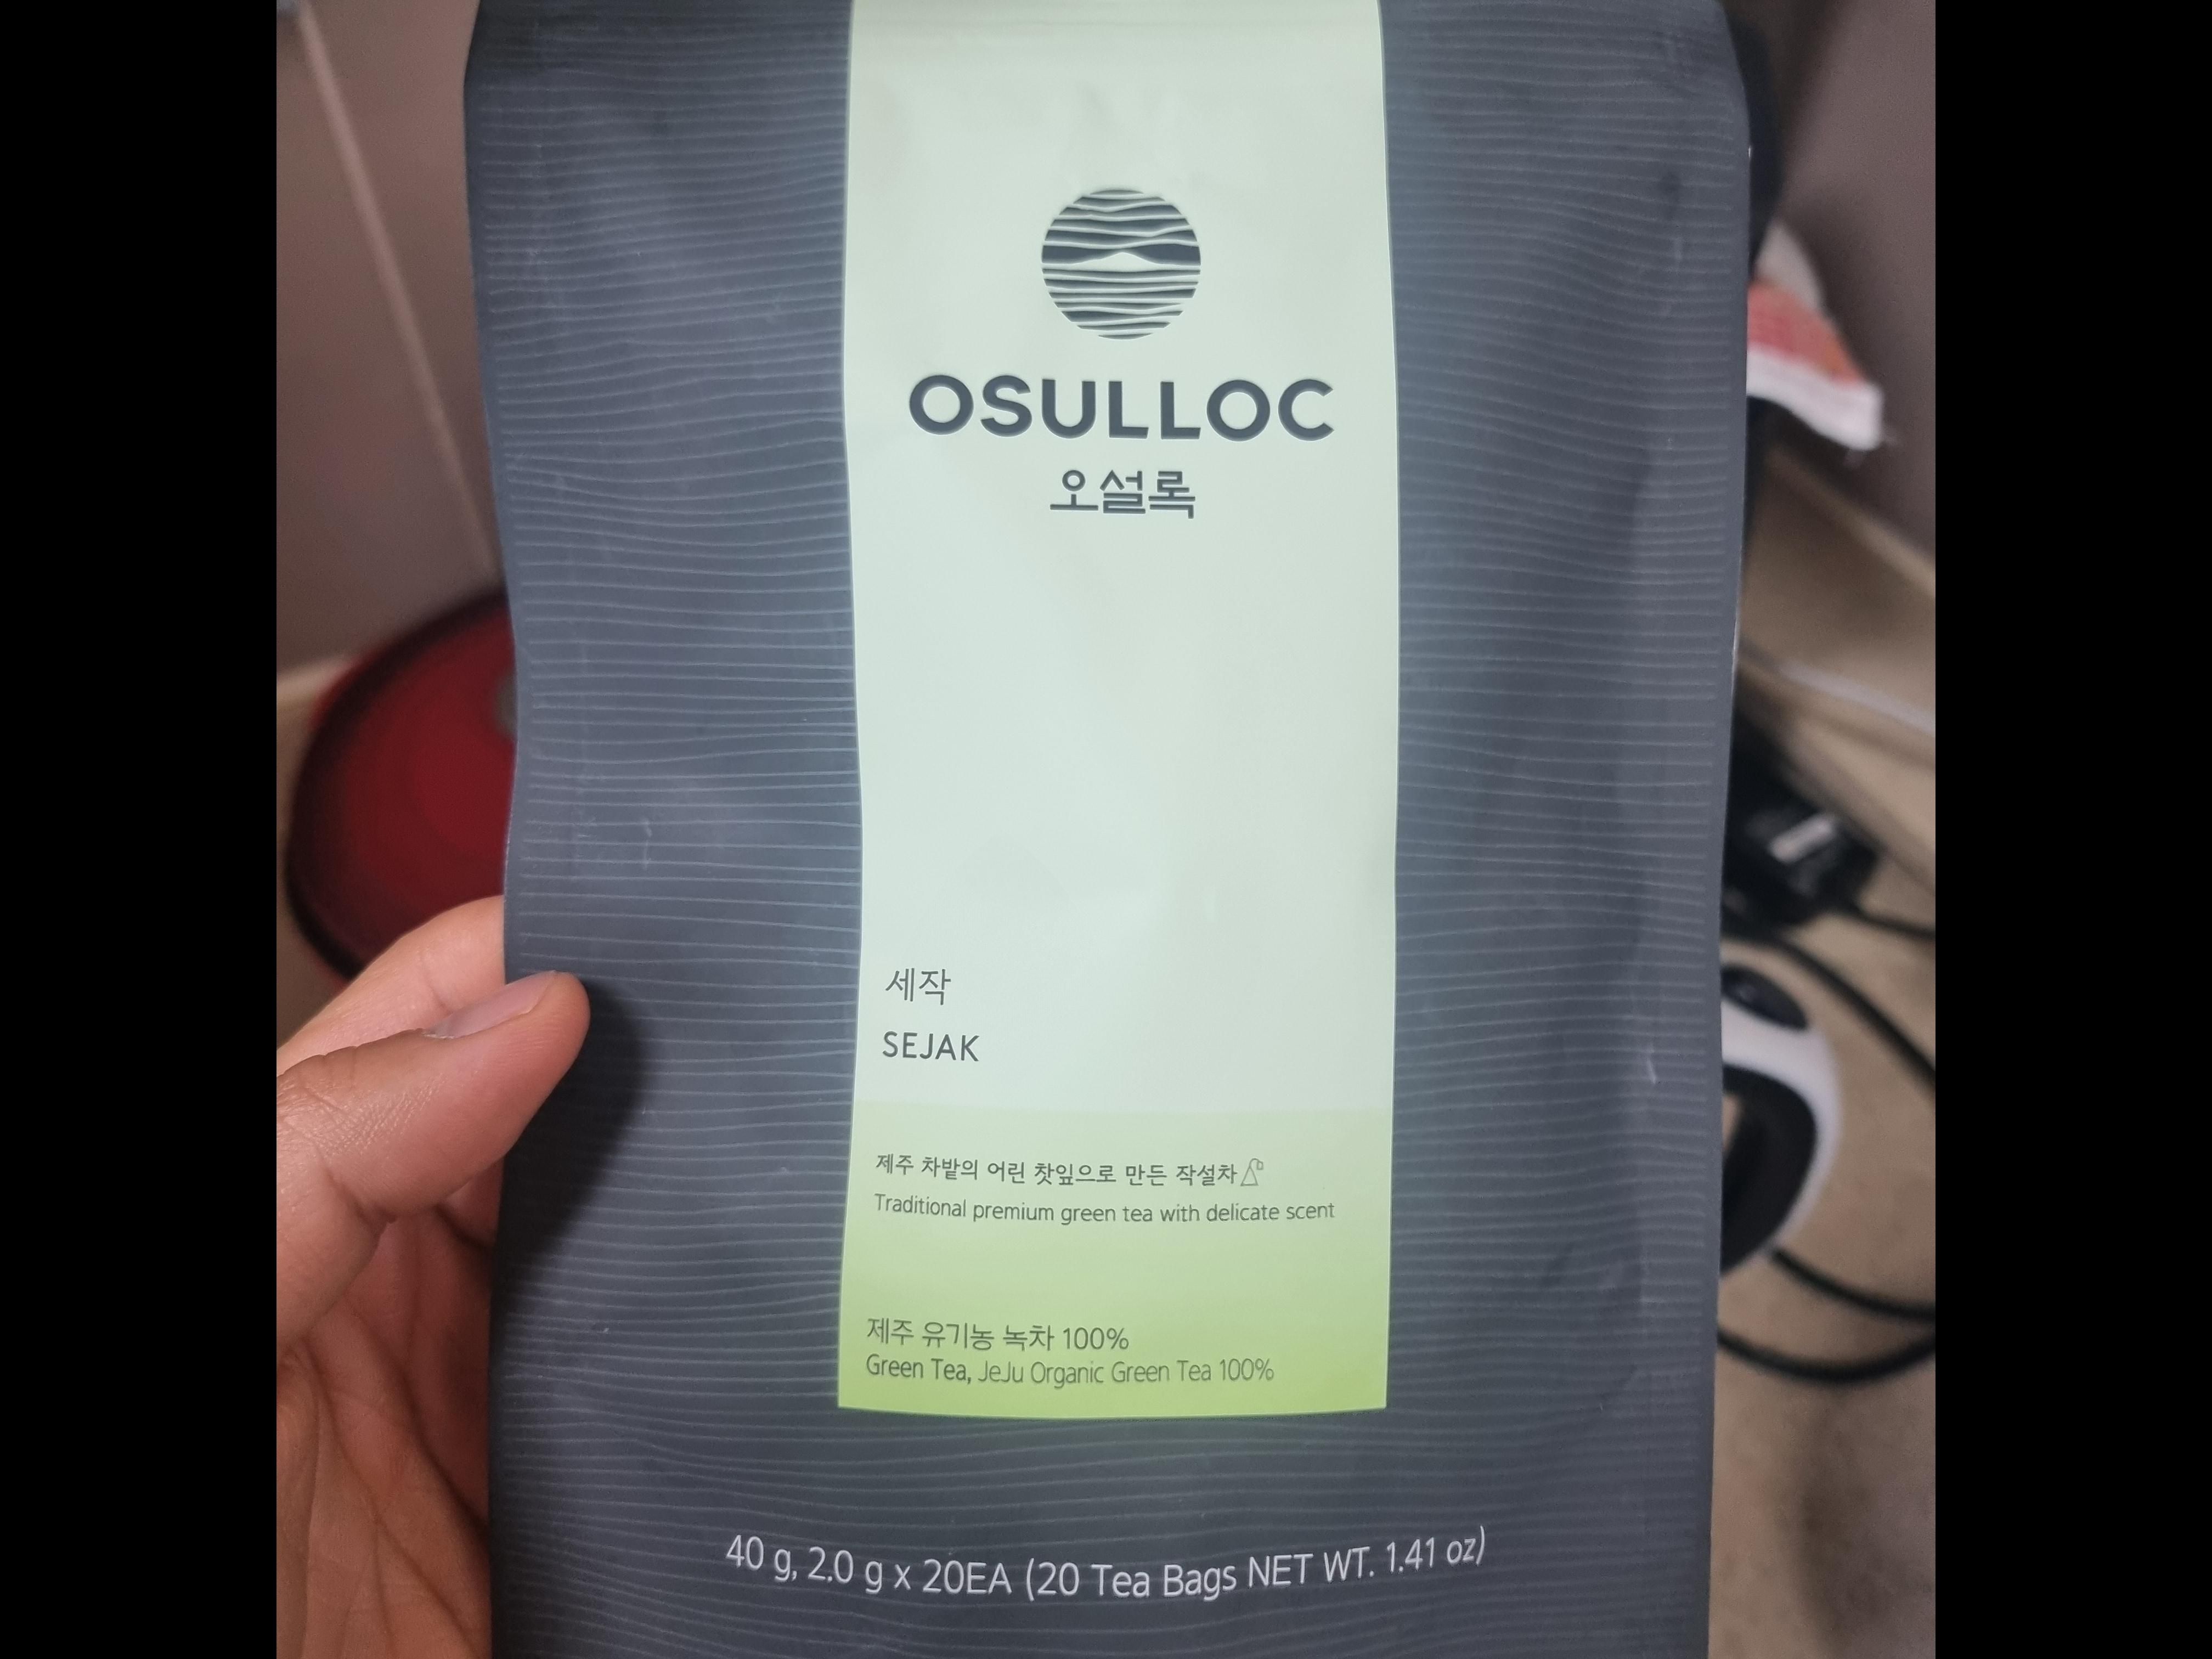 OSULLOC
오설록
세작
SEJAK
제주 차밭의 어린 찻잎으로 만든 작설차
Traditional premium green tea with delicate scent
제주 유기농 녹차 100%
Green Tea, JeJu Organic Green Tea 100%
40 g, 2.0 g x 20EA (20 Tea Bags NET WT. 1.41 oz)